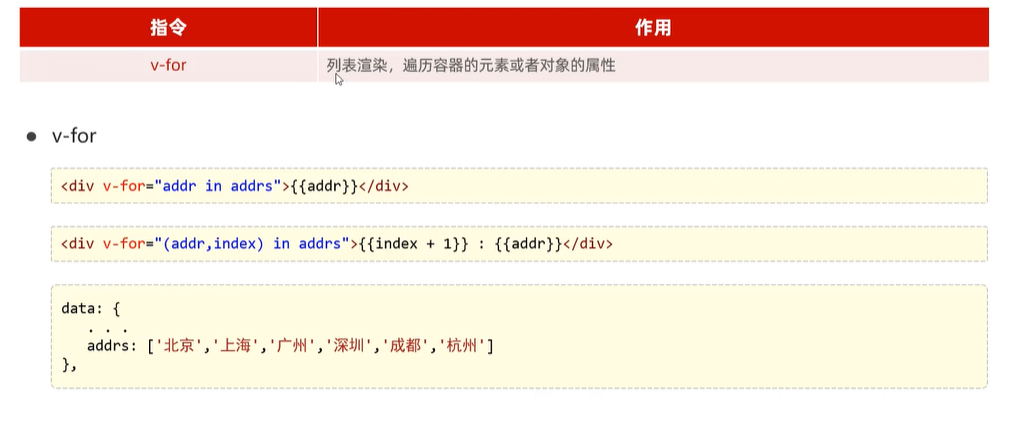 指令 作用
v-for 列表渲染，遍历容器的元素或者对象的属性
● v-for
<div v-for="addr in addrs">{{addr}}</div>
<div v-for="(addr,index) in addrs">{{index + 1}} : {{addr}}</div>
data: {
   . . .
   addrs: ['北京','上海','广州','深圳','成都','杭州']
},